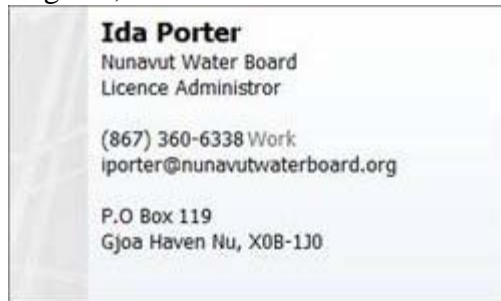 Ida Porter
Nunavut Water Board
Licence Administror
(867) 360-6338 Work
iporter@nunavutwaterboard.org
P.O Box 119
Gjoa Haven Nu, X0B-1J0